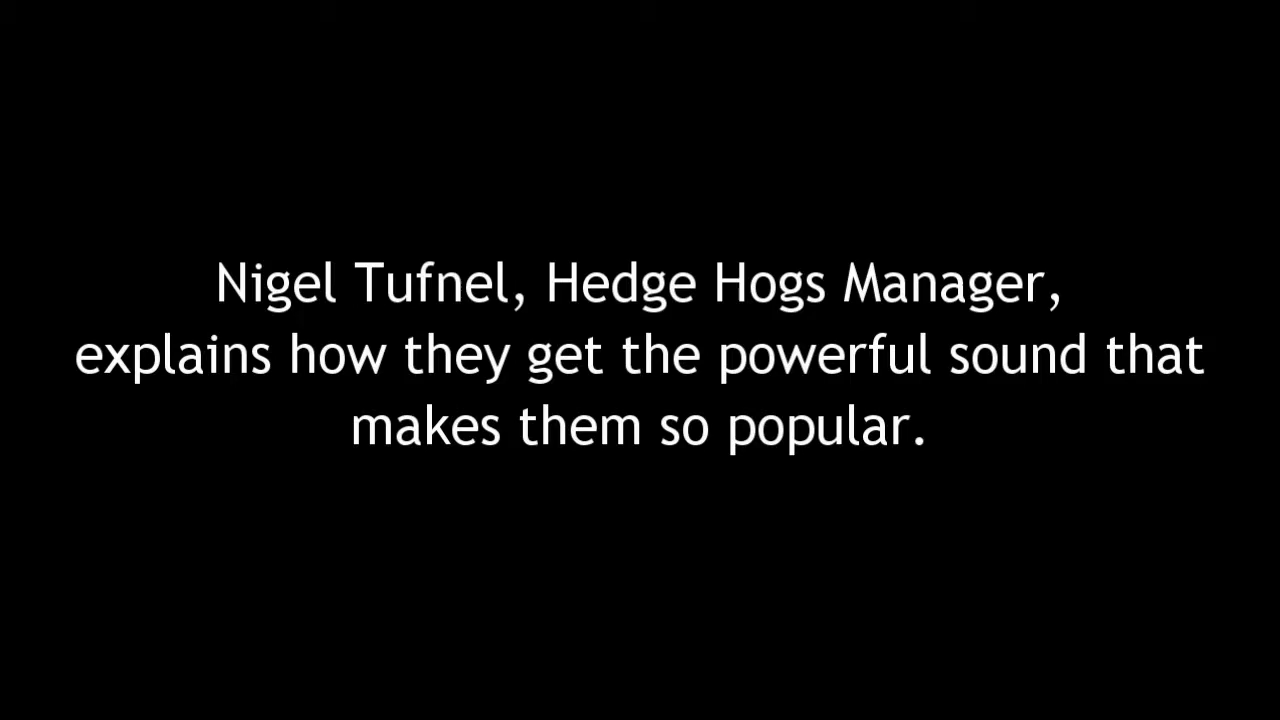 Nigel Tufnel, Hedge Hogs Manager,
explains how they get the powerful sound that
makes them so popular.